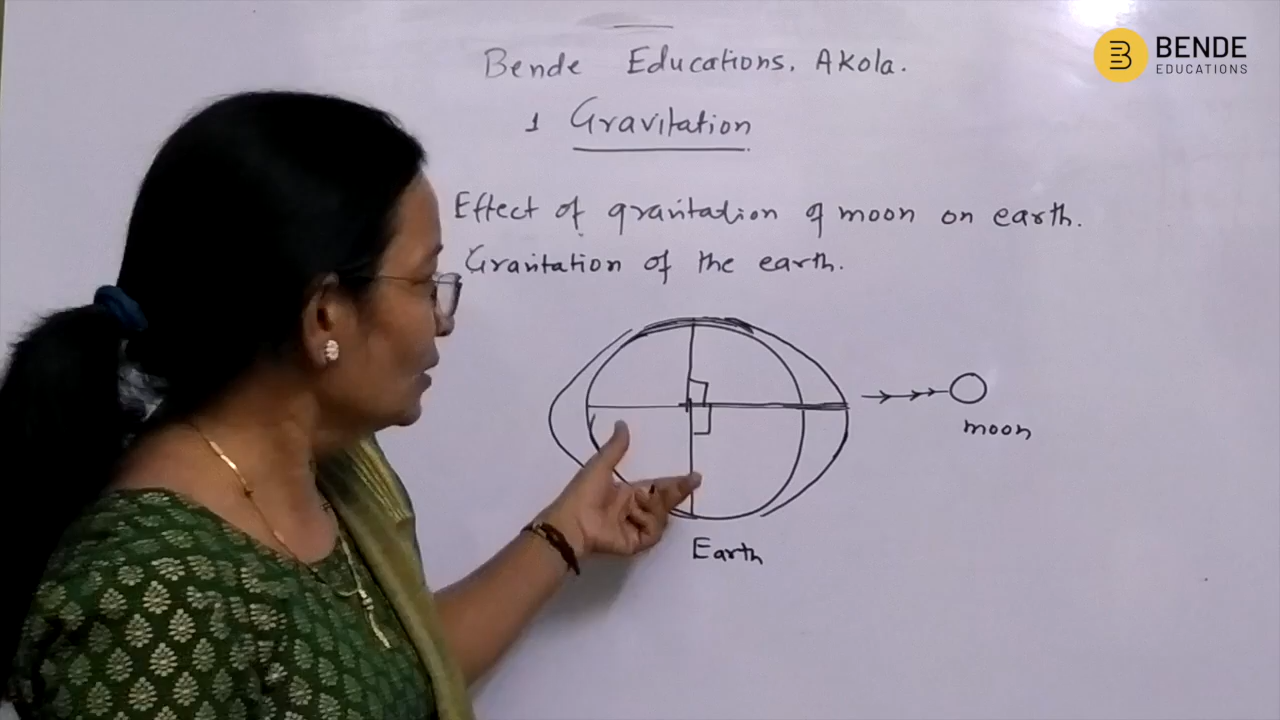 Bende Educations, Akola.
BENDE
EDUCATIONS
1 Gravitation
Effect of gravitation of moon on earth.
Gravitation of the earth.
moon
Earth